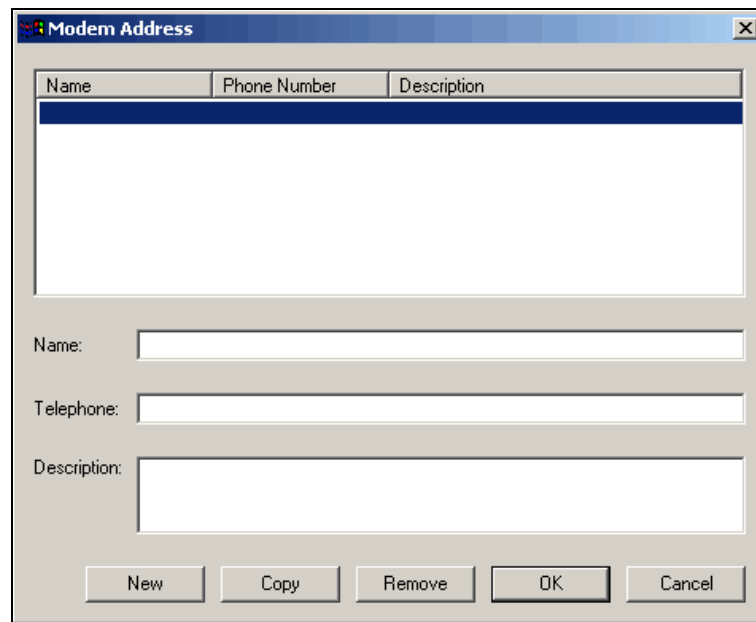 Modem Address
Name Phone Number Description
Name:
Telephone:
Description:
New Copy Remove OK Cancel